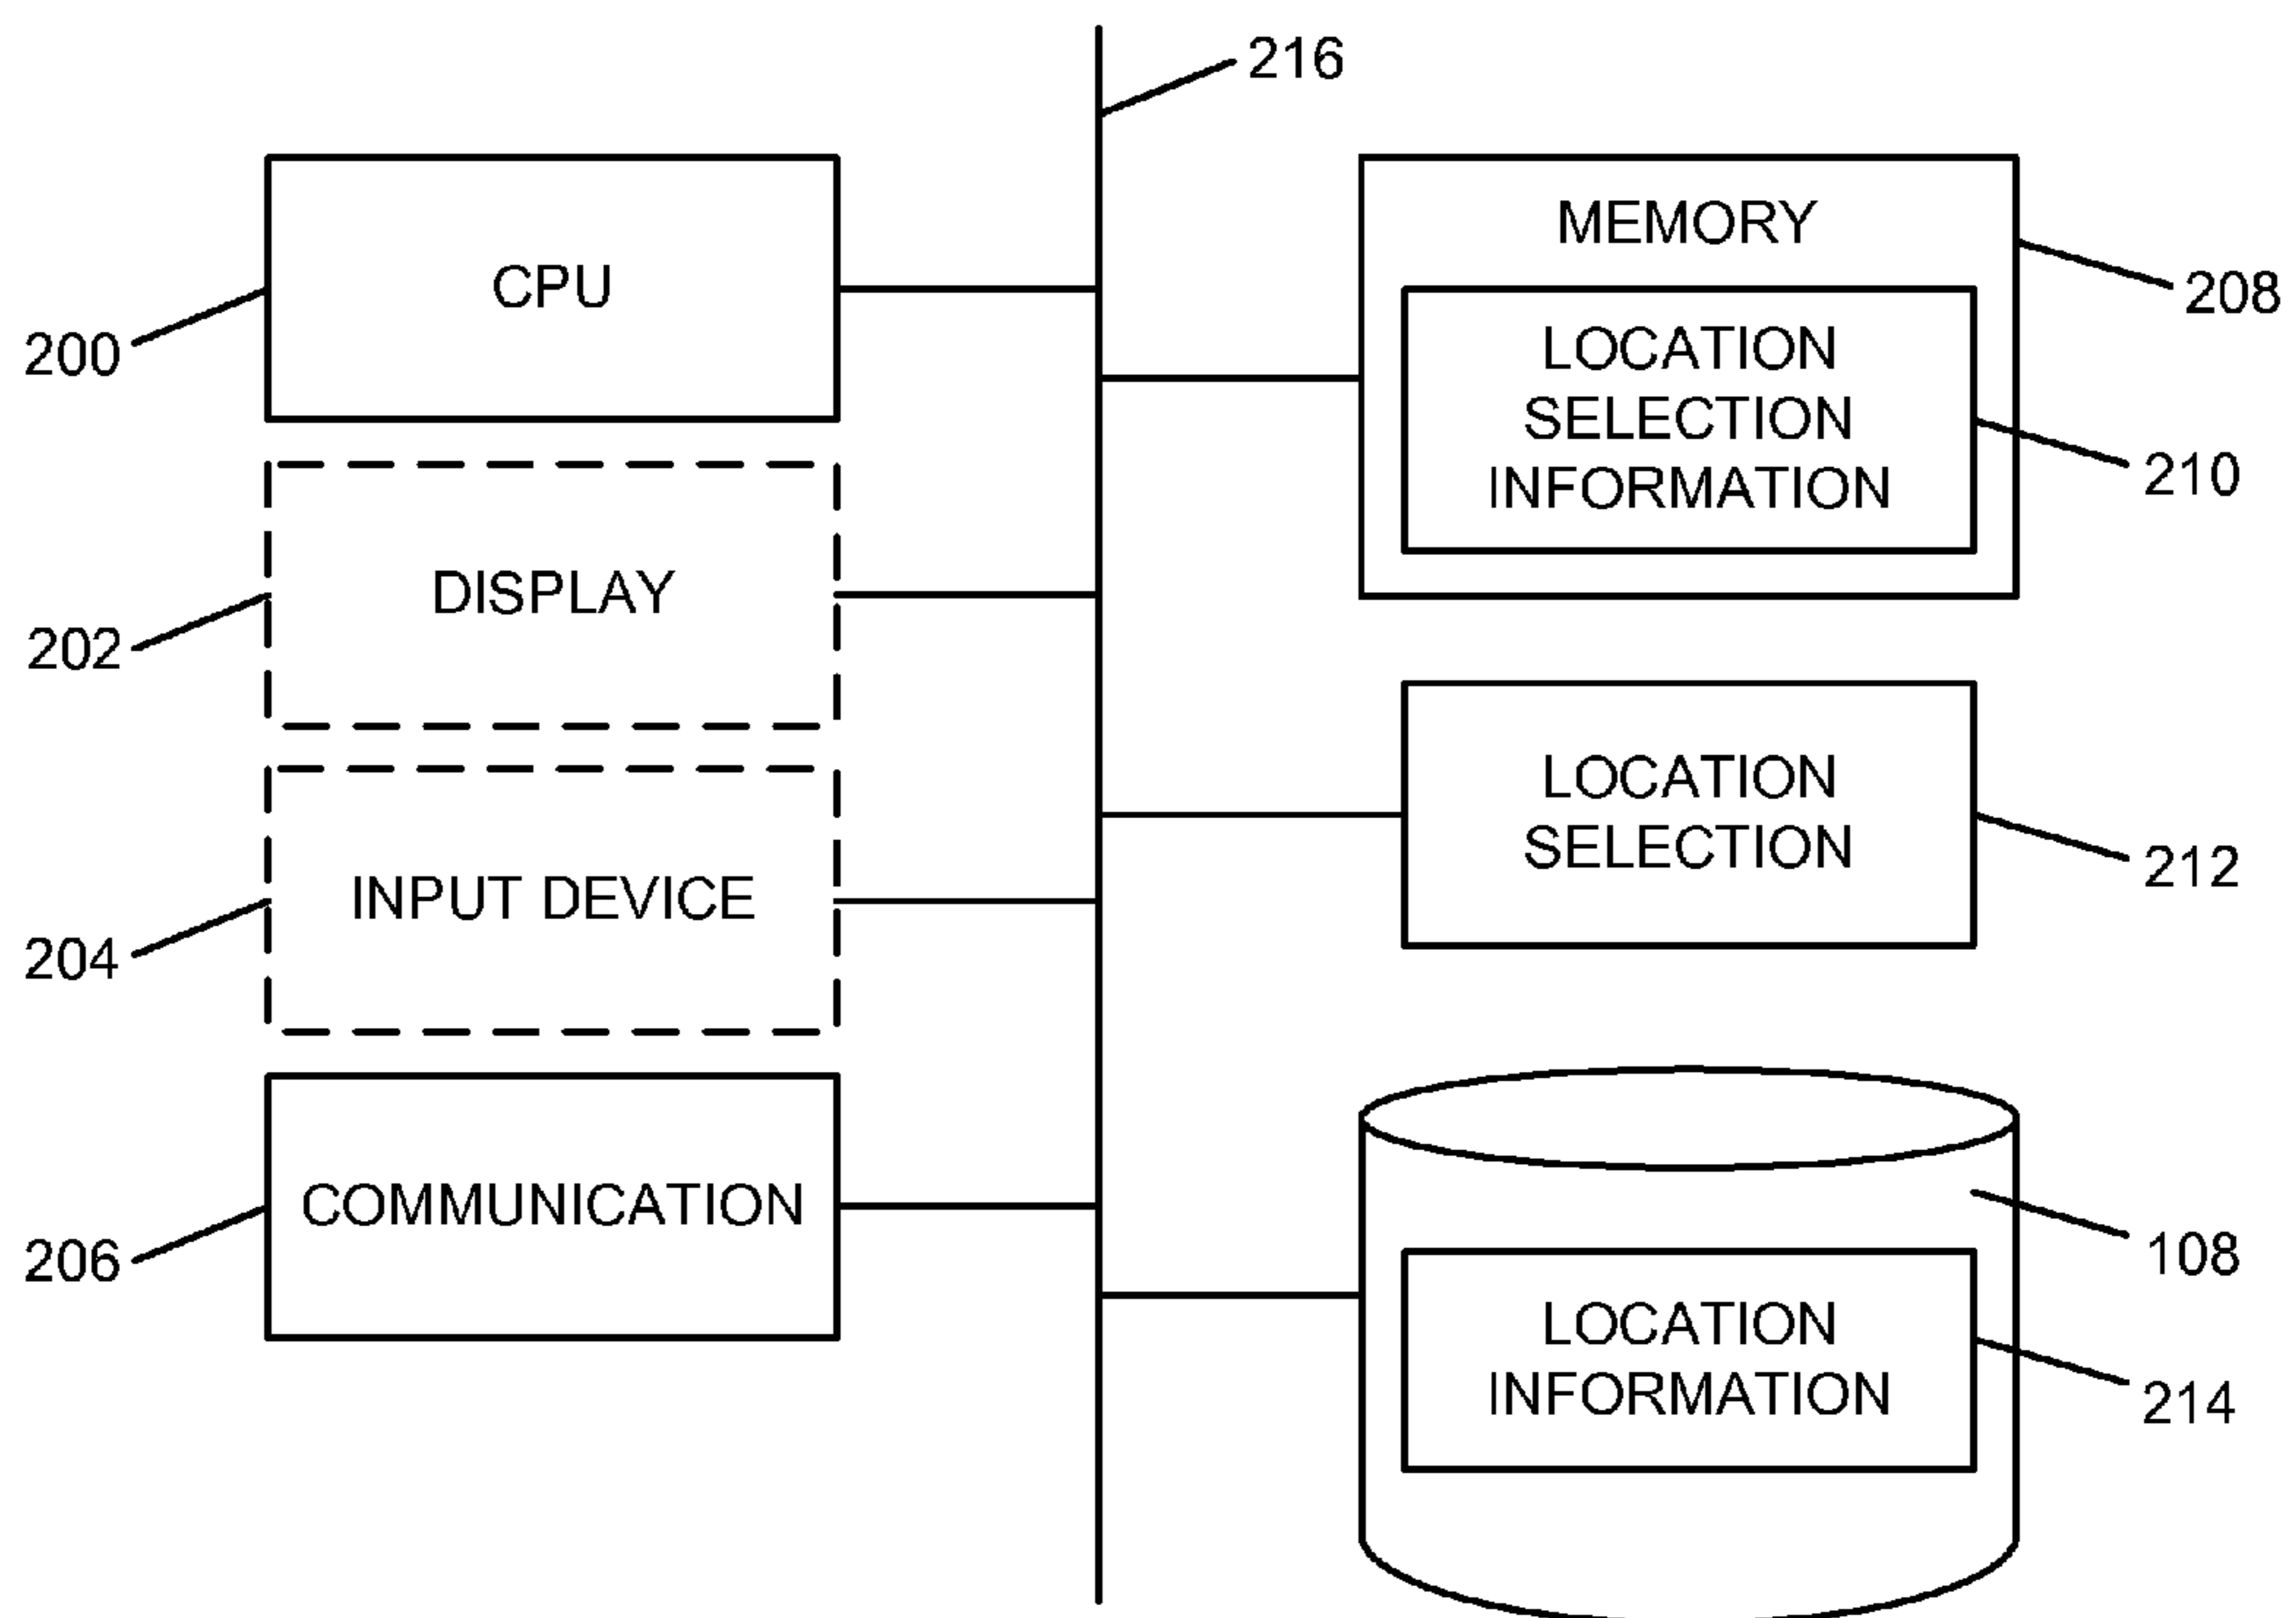 216
CPU
200
MEMORY
208
LOCATION
SELECTION
INFORMATION
210
DISPLAY
202
LOCATION
SELECTION
212
INPUT DEVICE
204
COMMUNICATION
206
108
LOCATION
INFORMATION
214